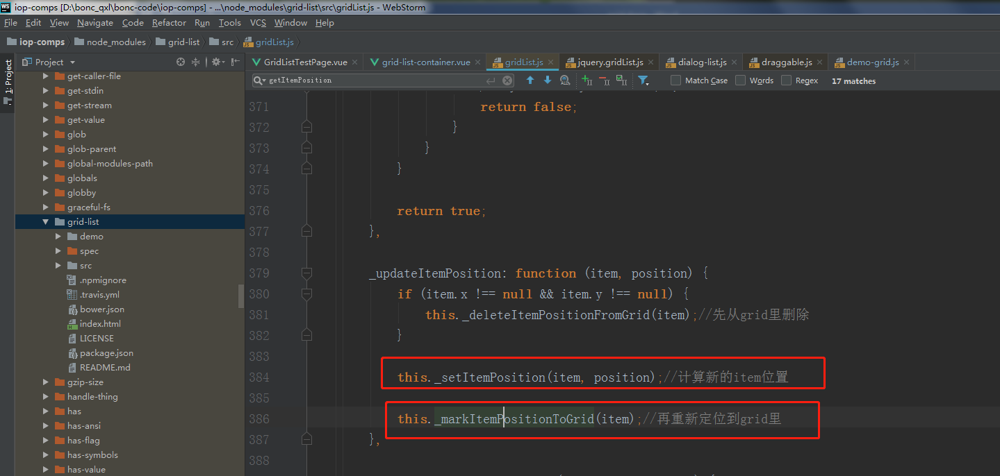 iop-comps [D:\bonc_qxl\bonc-code\iop-comps] - ...\node_modules\grid-list\src\gridList.js - WebStorm
File Edit View Navigate Code Refactor Run Tools VCS Window Help
iop-comps node_modules grid-list src gridList.js
1: Project
Project
GridListTestPage.vue grid-list-container.vue gridList.js jquery.gridList.js dialog-list.js draggable.js demo-grid.js
getItemPosition Match Case Words Regex 17 matches
get-caller-file
get-stdin
get-stream
get-value
glob
glob-parent
global-modules-path
globals
globby
graceful-fs
grid-list
demo
spec
src
.npmignore
.travis.yml
bower.json
index.html
LICENSE
package.json
README.md
gzip-size
handle-thing
has
has-ansi
has-flag
has-symbols
has-value
371 return false;
372 }
373 }
374 }
375
376 return true;
377 },
378
379 _updateItemPosition: function (item, position) {
380 if (item.x !== null && item.y !== null) {
381 this._deleteItemPositionFromGrid(item);//先从grid里删除
382 }
383
384 this._setItemPosition(item, position);//计算新的item位置
385
386 this._markItemPositionToGrid(item);//再重新定位到grid里
387 },
388